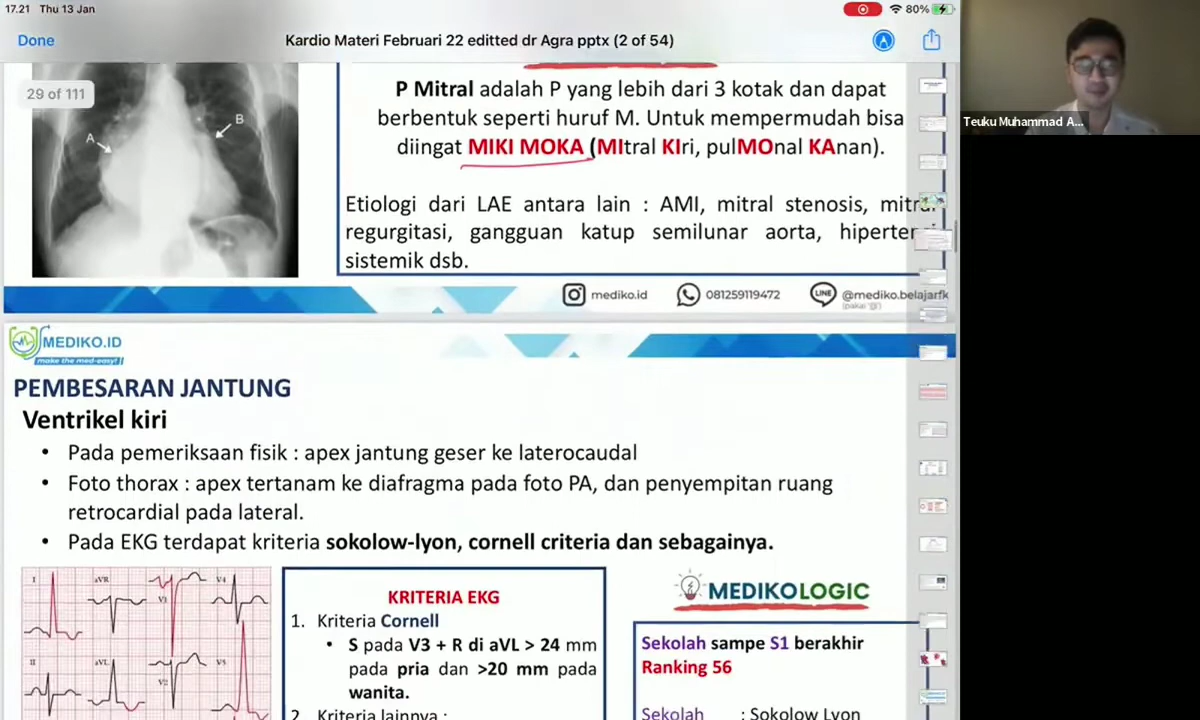 17.21 Thu 13 Jan
80%
Done
Kardio Materi Februari 22 editted dr Agra pptx (2 of 54)
29 of 111
A
B
P Mitral adalah P yang lebih dari 3 kotak dan dapat
berbentuk seperti huruf M. Untuk mempermudah bisa
diingat MIKI MOKA (MItral KIri, pulMOnal KAnan).
Etiologi dari LAE antara lain : AMI, mitral stenosis, mitral
regurgitasi, gangguan katup semilunar aorta, hipertensi
sistemik dsb.
mediko.id
081259119472
LINE
@mediko.belajarfk
(pakai '@')
Teuku Muhammad A...
MEDIKO.ID
make the med-easy!
PEMBESARAN JANTUNG
Ventrikel kiri
• Pada pemeriksaan fisik : apex jantung geser ke laterocaudal
• Foto thorax : apex tertanam ke diafragma pada foto PA, dan penyempitan ruang
retrocardial pada lateral.
• Pada EKG terdapat kriteria sokolow-lyon, cornell criteria dan sebagainya.
I
aVR
V1
V4
II
aVL
V2
V5
KRITERIA EKG
1. Kriteria Cornell
• S pada V3 + R di aVL > 24 mm
pada pria dan >20 mm pada
wanita.
2. Kriteria lainnya :
MEDIKOLOGIC
Sekolah sampe S1 berakhir
Ranking 56
Sekolah : Sokolow Lyon